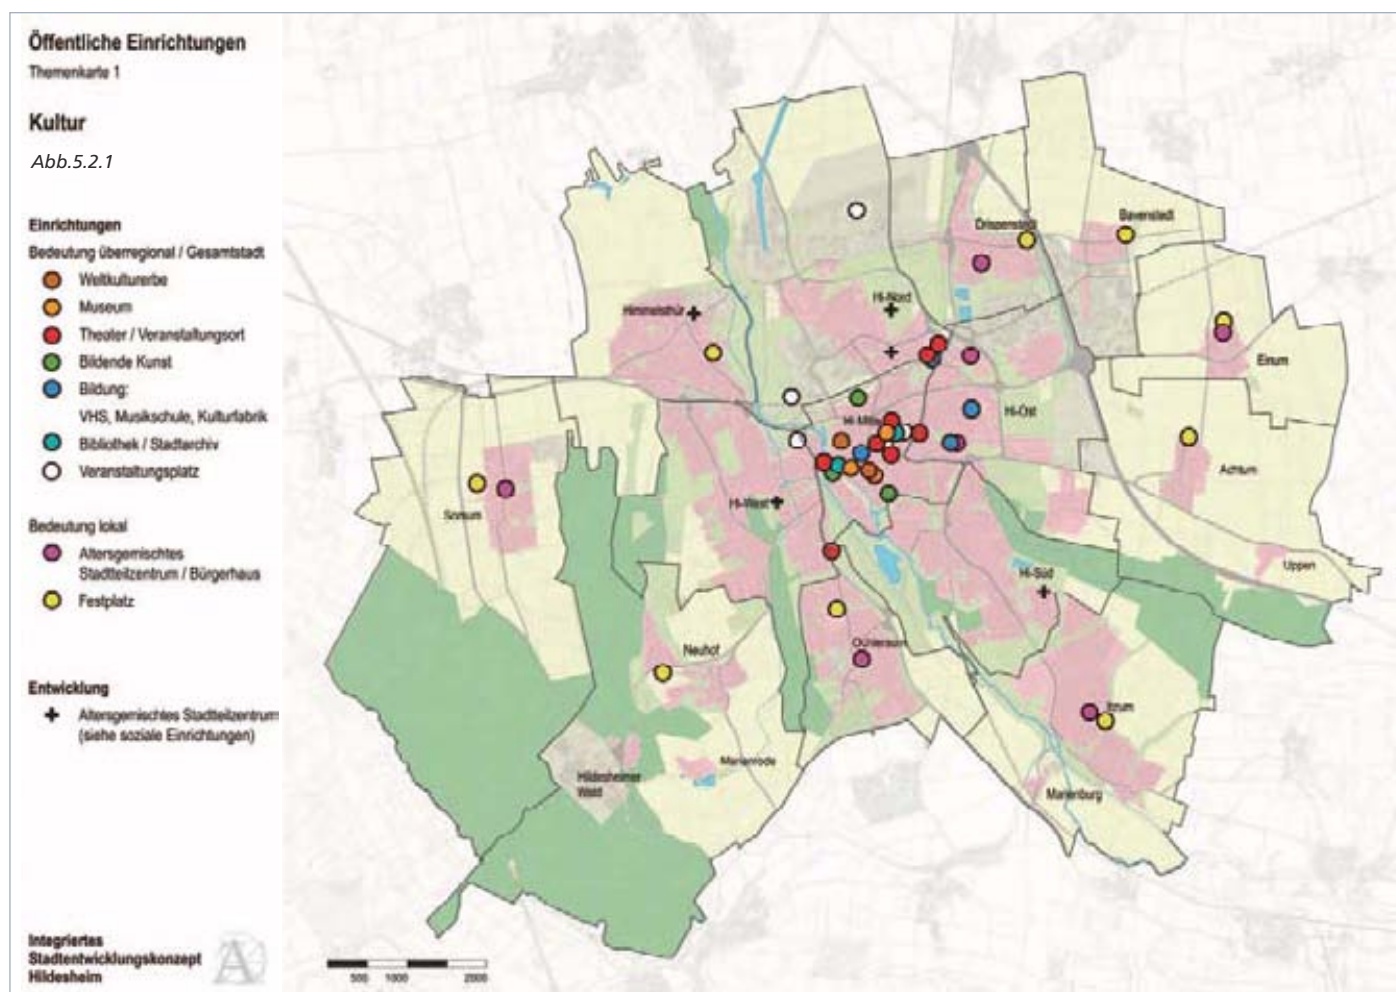 Öffentliche Einrichtungen
Themenkarte 1
Kultur
Abb.5.2.1
Einrichtungen
Bedeutung überregional / Gesamtstadt
Weltkulturerbe
Museum
Theater / Veranstaltungsort
Bildende Kunst
Bildung:
VHS, Musikschule, Kulturfabrik
Bibliothek / Stadtarchiv
Veranstaltungsplatz
Bedeutung lokal
Altersgemischtes
Stadtteilzentrum / Bürgerhaus
Festplatz
Entwicklung
Altersgemischtes Stadtteilzentrum
(siehe soziale Einrichtungen)
Integriertes
Stadtentwicklungskonzept
Hildesheim
Drispenstedt
Bavenstedt
Himmelsthür
Hi-Nord
Einum
Hi-Mitte
Hi-Ost
Achtum
Sorsum
Hi-West
Uppen
Hi-Süd
Neuhof
Ochtersum
Itzum
Marienrode
Hildesheimer
Wald
Marienburg
500 1000 2000